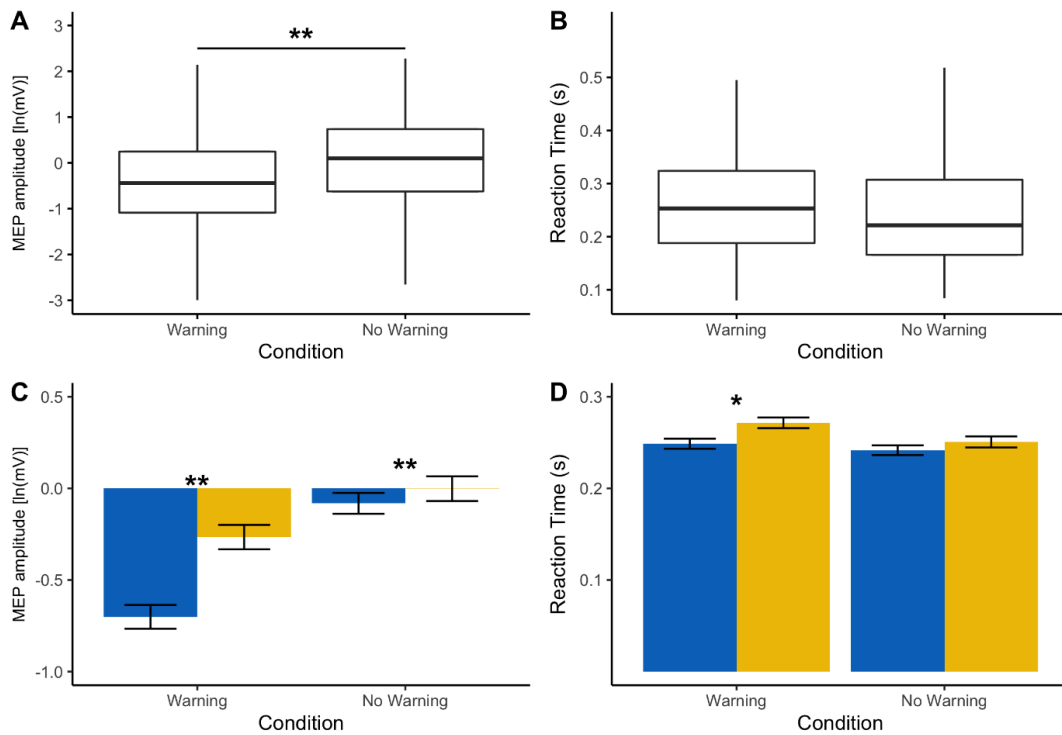 A
MEP amplitude [ln(mV)]
3
2
1
0
-1
-2
-3
**
Warning
No Warning
Condition
B
Reaction Time (s)
0.5
0.4
0.3
0.2
0.1
Warning
No Warning
Condition
C
MEP amplitude [ln(mV)]
0.5
0.0
-0.5
-1.0
**
**
Warning
No Warning
Condition
D
Reaction Time (s)
0.3
0.2
0.1
*
Warning
No Warning
Condition